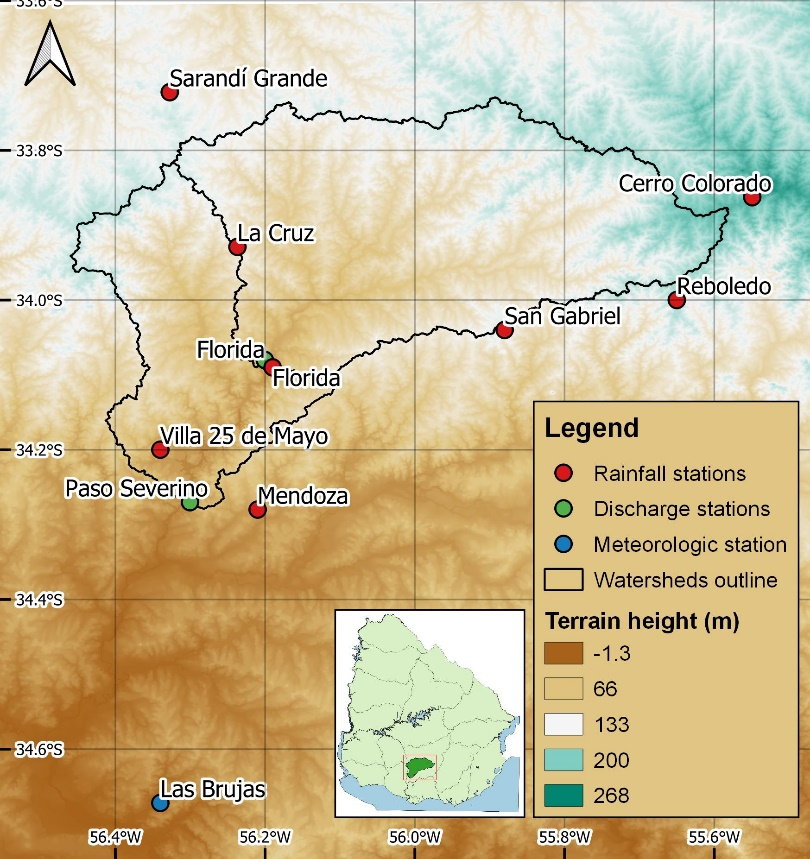 33.6°S
Sarandí Grande
33.8°S
Cerro Colorado
La Cruz
Reboledo
34.0°S
San Gabriel
Florida
Florida
Legend
Villa 25 de Mayo
34.2°S
Rainfall stations
Paso Severino
Mendoza
Discharge stations
Meteorologic station
Watersheds outline
34.4°S
Terrain height (m)
-1.3
66
133
34.6°S
200
Las Brujas
268
56.4°W 56.2°W 56.0°W 55.8°W 55.6°W